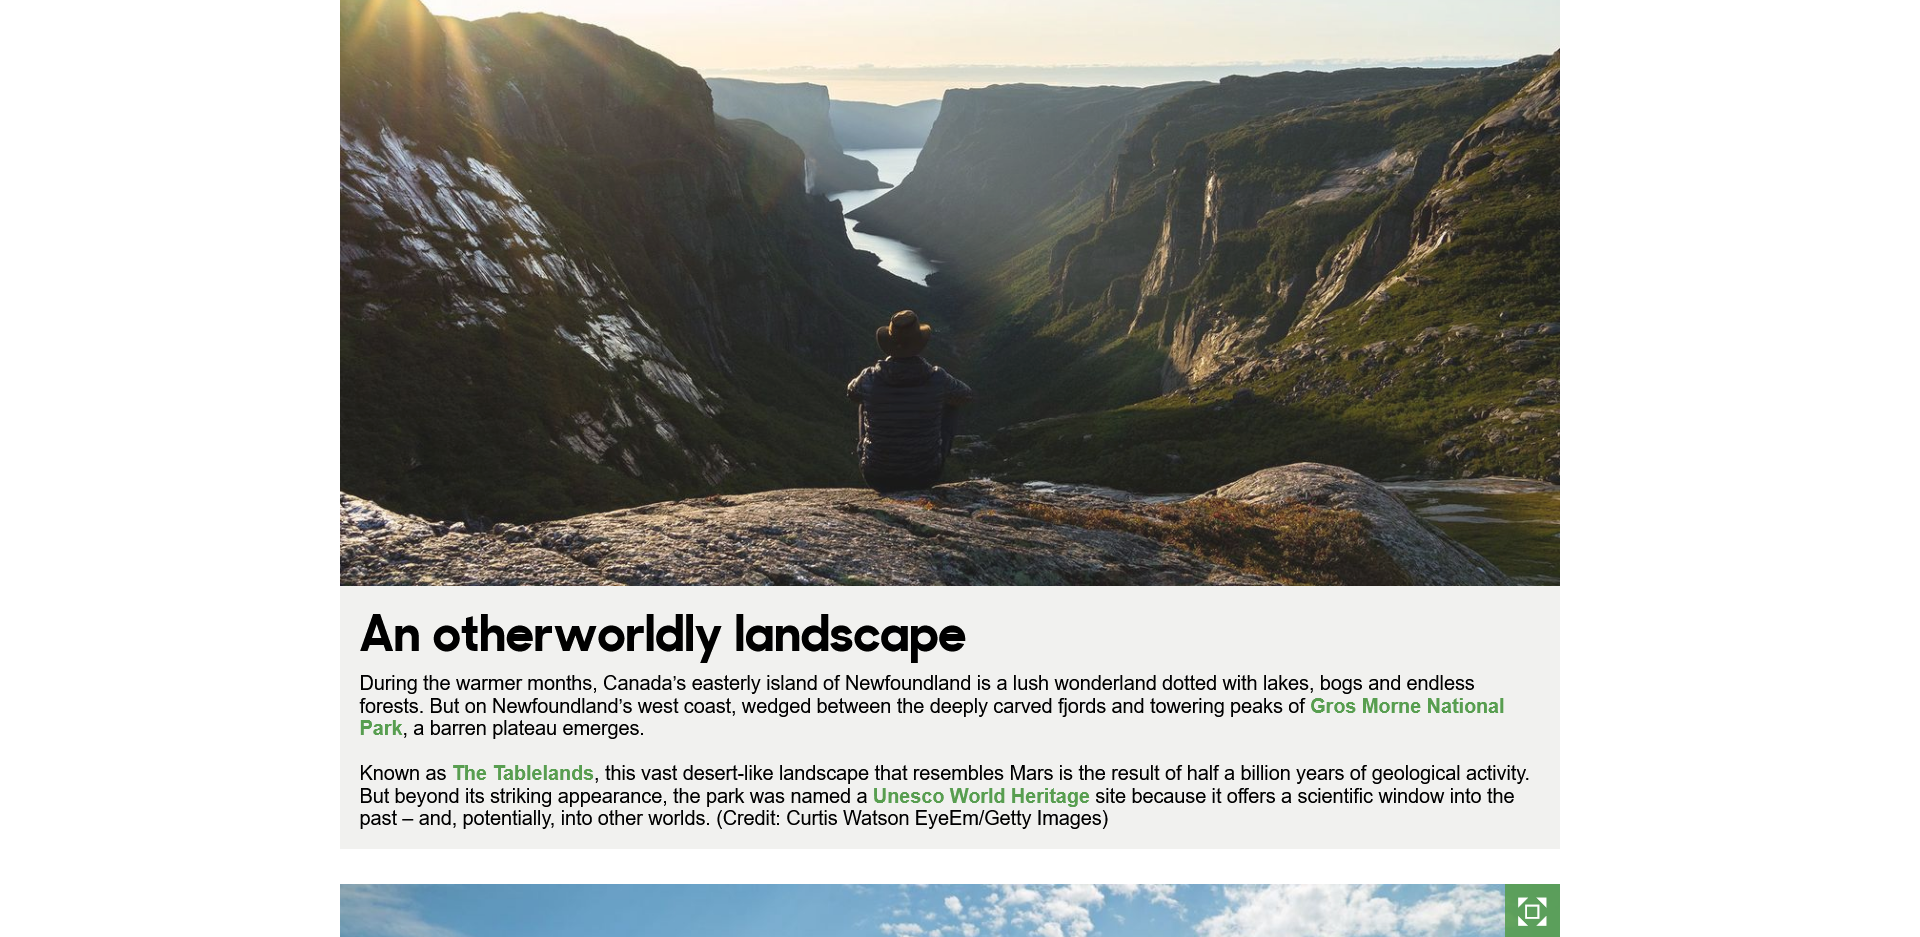 An otherworldly landscape
During the warmer months, Canada’s easterly island of Newfoundland is a lush wonderland dotted with lakes, bogs and endless
forests. But on Newfoundland’s west coast, wedged between the deeply carved fjords and towering peaks of Gros Morne National
Park, a barren plateau emerges.
Known as The Tablelands, this vast desert-like landscape that resembles Mars is the result of half a billion years of geological activity.
But beyond its striking appearance, the park was named a Unesco World Heritage site because it offers a scientific window into the
past – and, potentially, into other worlds. (Credit: Curtis Watson EyeEm/Getty Images)